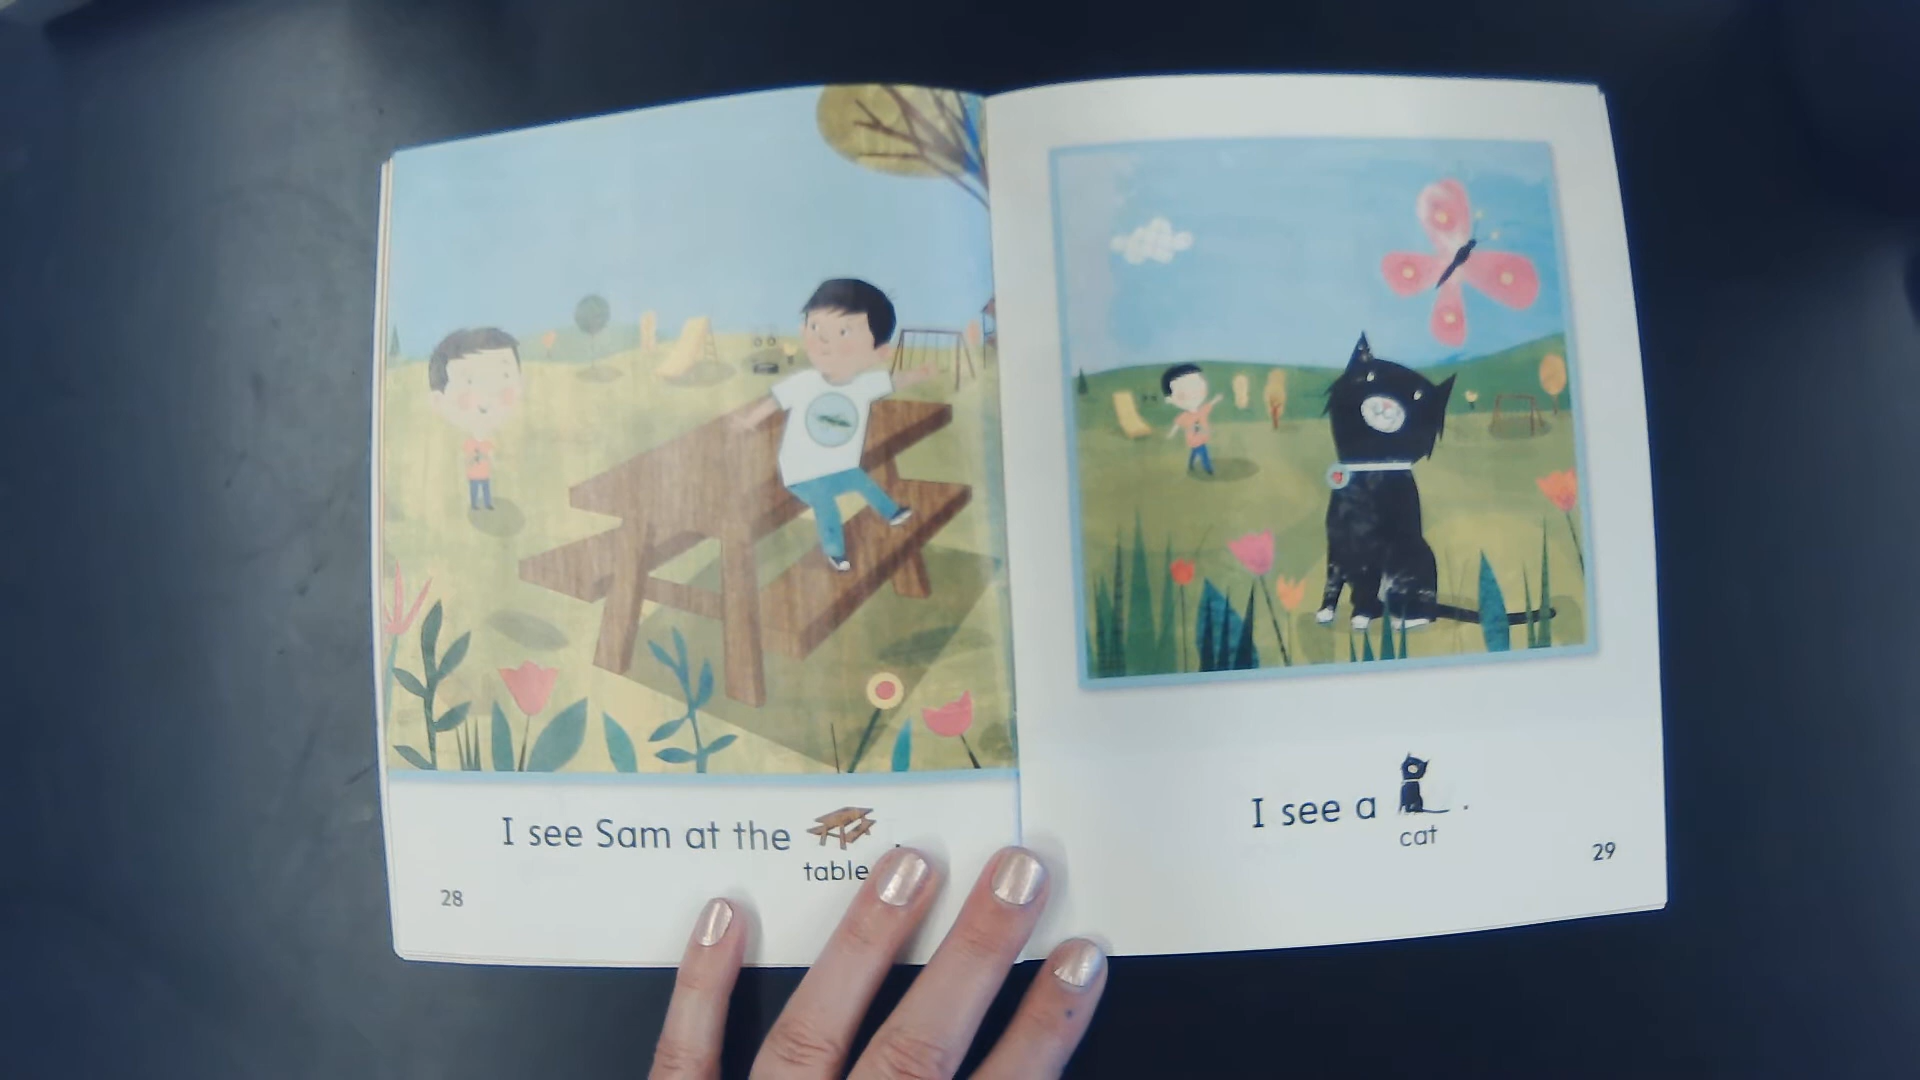 I see Sam at the .
table
28
I see a .
cat
29